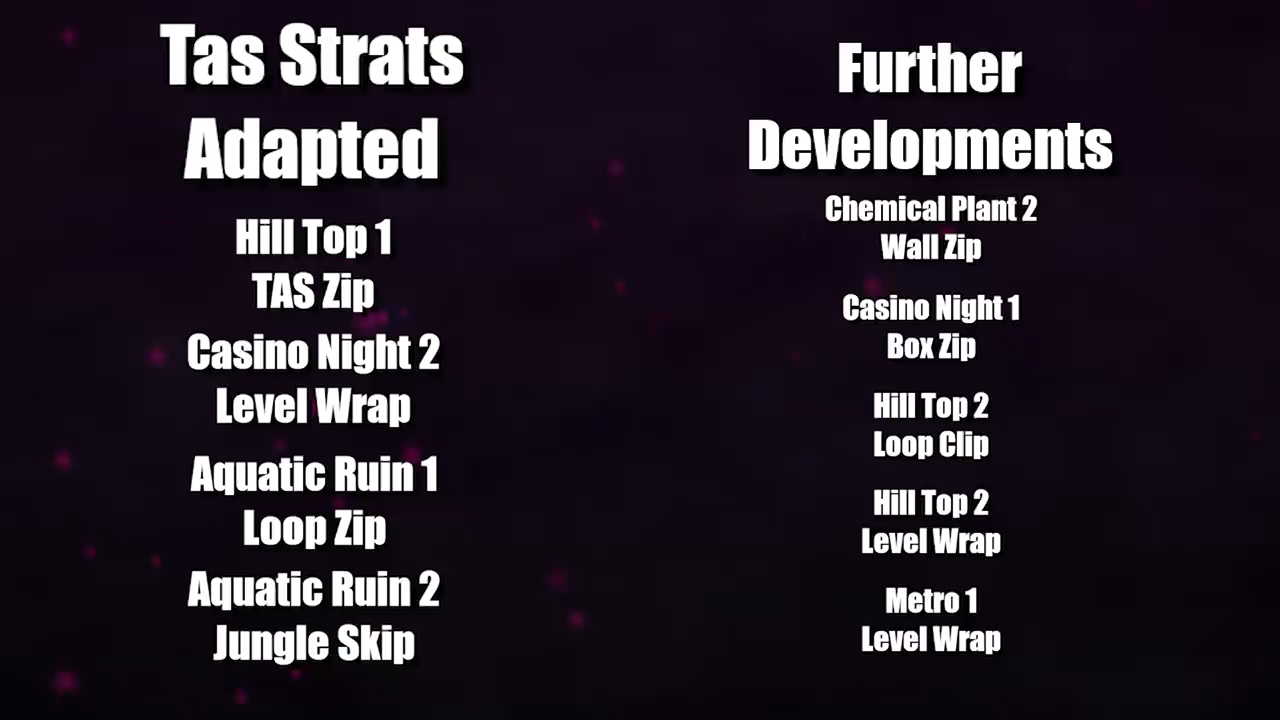 Tas Strats
Adapted
Hill Top 1
TAS Zip
Casino Night 2
Level Wrap
Aquatic Ruin 1
Loop Zip
Aquatic Ruin 2
Jungle Skip
Further
Developments
Chemical Plant 2
Wall Zip
Casino Night 1
Box Zip
Hill Top 2
Loop Clip
Hill Top 2
Level Wrap
Metro 1
Level Wrap